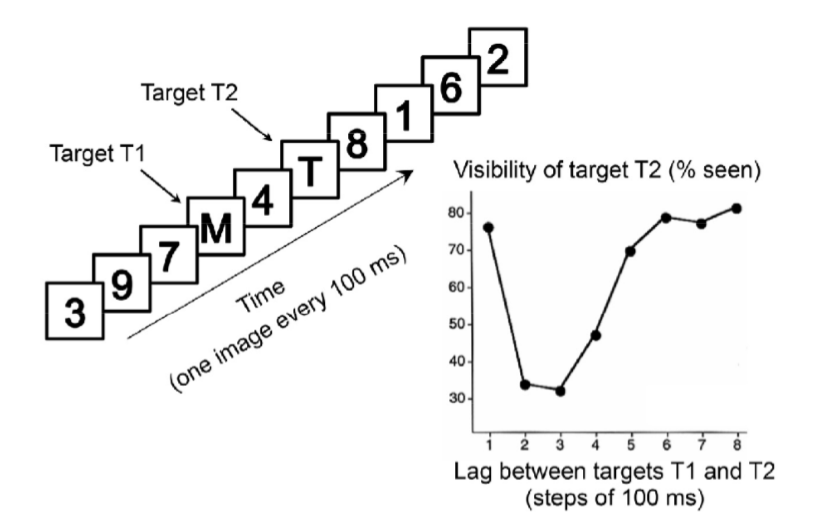 Target T1
Target T2
3
9
7
M
4
T
8
1
6
2
Time
(one image every 100 ms)
Visibility of target T2 (% seen)
80
70
60
50
40
30
1 2 3 4 5 6 7 8
Lag between targets T1 and T2
(steps of 100 ms)